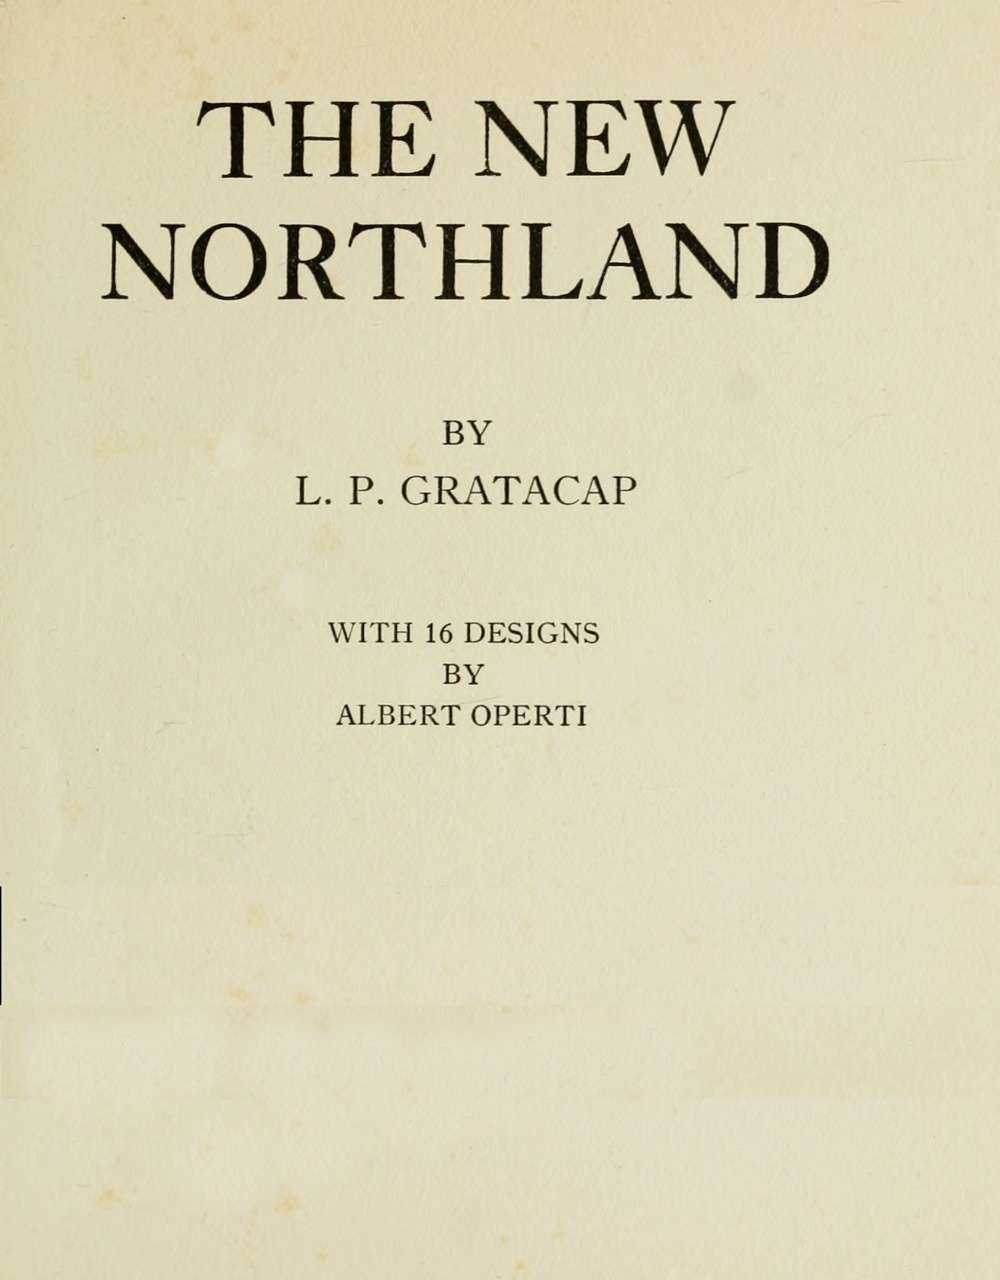 THE NEW
NORTHLAND
BY
L. P. GRATACAP
WITH 16 DESIGNS
BY
ALBERT OPERTI